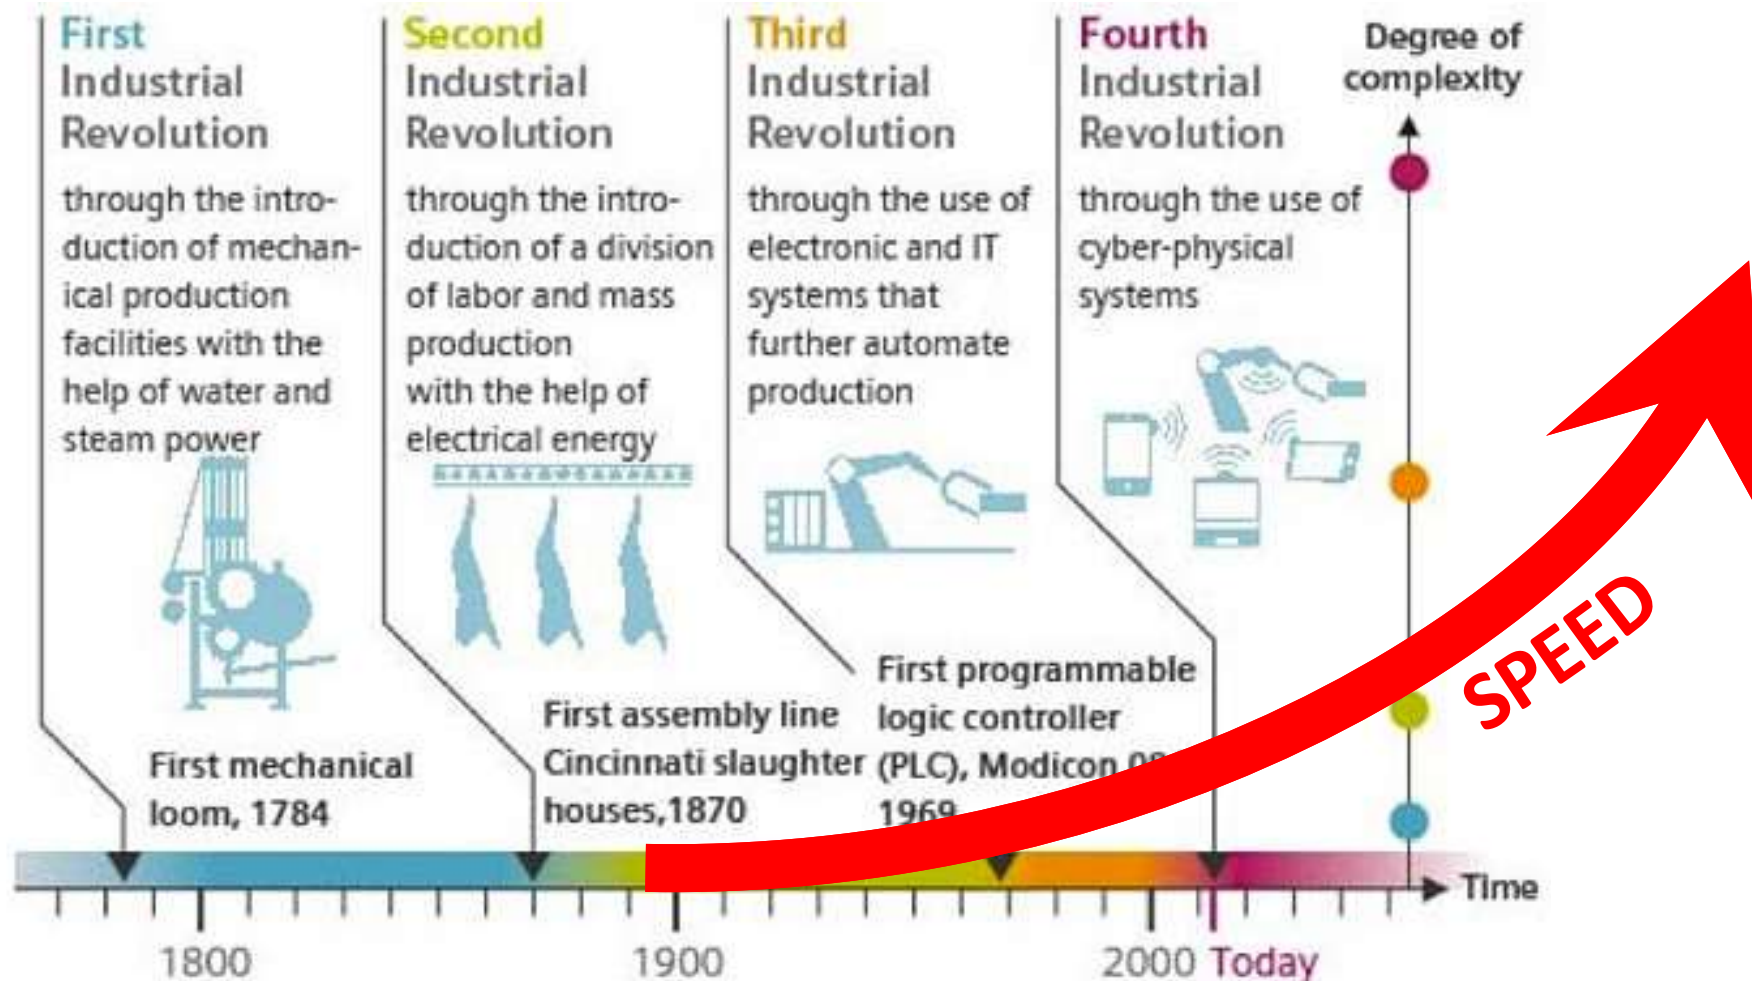 First
Industrial
Revolution
through the intro-
duction of mechan-
ical production
facilities with the
help of water and
steam power
First mechanical
loom, 1784
Second
Industrial
Revolution
through the intro-
duction of a division
of labor and mass
production
with the help of
electrical energy
First assembly line
Cincinnati slaughter
houses,1870
Third
Industrial
Revolution
through the use of
electronic and IT
systems that
further automate
production
First programmable
logic controller
(PLC), Modicon
1969
Fourth
Industrial
Revolution
through the use of
cyber-physical
systems
Degree of
complexity
SPEED
Time
1800
1900
2000
Today